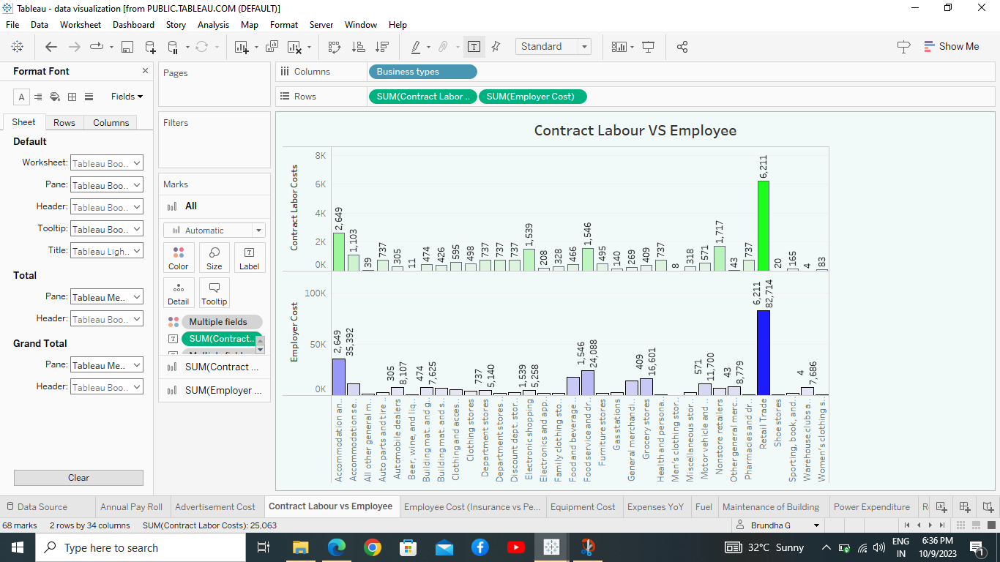 Tableau - data visualization [from PUBLIC.TABLEAU.COM (DEFAULT)]
File Data Worksheet Dashboard Story Analysis Map Format Server Window Help
Standard
Show Me
Format Font
Fields
Sheet Rows Columns
Default
Worksheet: Tableau Boo..
Pane: Tableau Boo..
Header: Tableau Boo..
Tooltip: Tableau Boo..
Title: Tableau Ligh..
Total
Pane: Tableau Me..
Header: Tableau Boo..
Grand Total
Pane: Tableau Me..
Header: Tableau Boo..
Clear
Pages
Filters
Marks
All
Automatic
Color Size Label
Detail Tooltip
Multiple fields
SUM(Contract..
SUM(Contract ...
SUM(Employer ...
Columns Business types
Rows SUM(Contract Labor .. SUM(Employer Cost)
Contract Labour VS Employee
Contract Labor Costs
8K
6K
4K
2K
0K
2,649
1,103
39
737
305
11
474
426
595
498
737
737
737
1,539
208
328
466
1,546
495
140
269
409
737
8
318
571
1,717
43
737
6,211
20
165
4
83
Employer Cost
100K
50K
0K
2,649
35,392
305
8,107
474
7,625
737
5,140
1,539
5,258
1,546
24,088
409
16,601
571
11,700
43
8,779
6,211
82,714
4
7,686
Accommodation an..
Accommodation se..
All other general m..
Auto parts and tire ..
Automobile dealers
Beer, wine, and liq..
Building mat. and g..
Building mat. and s..
Clothing and acces..
Clothing stores
Department stores
Department stores ..
Discount dept. stor..
Electronic shopping
Electronics and app..
Family clothing sto..
Food and beverage ..
Food service and dr..
Furniture stores
Gas stations
General merchandi..
Grocery stores
Health and persona..
Men's clothing stor..
Miscellaneous stor..
Motor vehicle and ..
Nonstore retailers
Other general merc..
Pharmacies and dr..
Retail Trade
Shoe stores
Sporting, book, and..
Warehouse clubs a..
Women's clothing s..
Data Source Annual Pay Roll Advertisement Cost Contract Labour vs Employee Employee Cost (Insurance vs Pe... Equipment Cost Expenses YoY Fuel Maintenance of Building Power Expenditure
68 marks 2 rows by 34 columns SUM(Contract Labor Costs): 25,063 Brundha G
Type here to search
32°C Sunny
ENG
IN
6:36 PM
10/9/2023
1